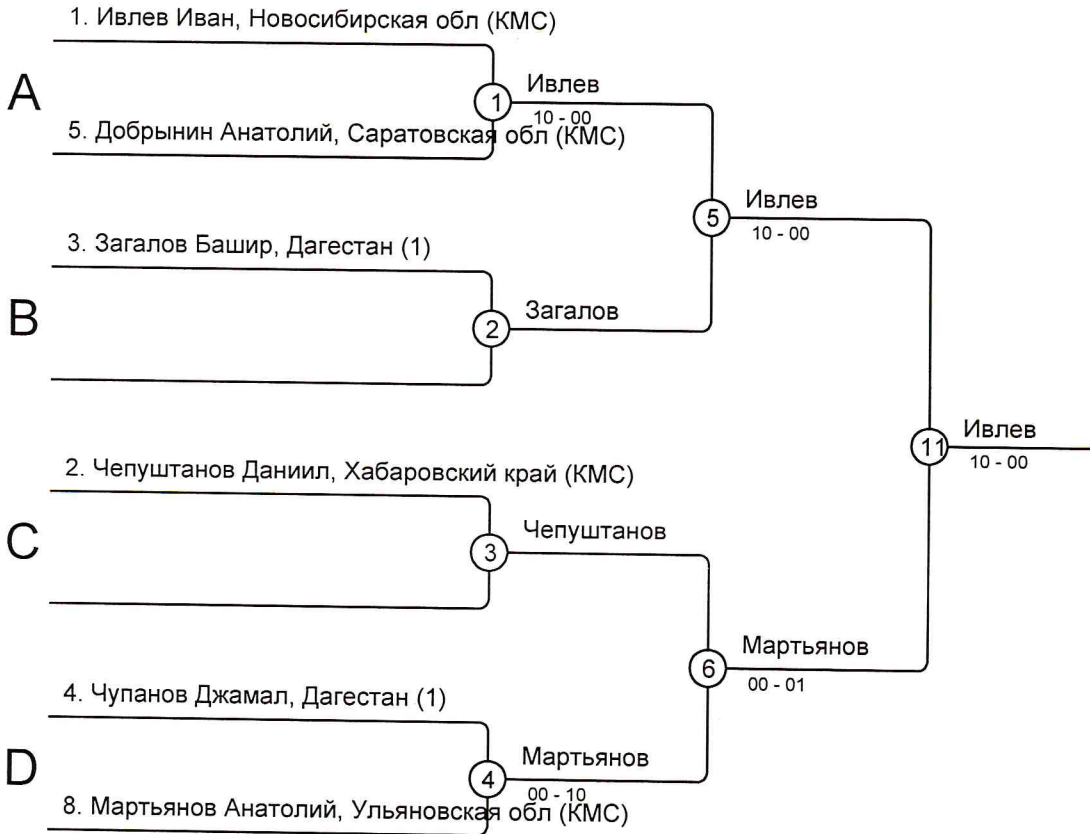 1. Ивлев Иван, Новосибирская обл (КМС)
A
1
Ивлев
10 - 00
5. Добрынин Анатолий, Саратовская обл (КМС)
5
Ивлев
10 - 00
3. Загалов Башир, Дагестан (1)
B
2
Загалов
11
Ивлев
10 - 00
2. Чепуштанов Даниил, Хабаровский край (КМС)
C
3
Чепуштанов
6
Мартьянов
00 - 01
4. Чупанов Джамал, Дагестан (1)
D
4
Мартьянов
00 - 10
8. Мартьянов Анатолий, Ульяновская обл (КМС)